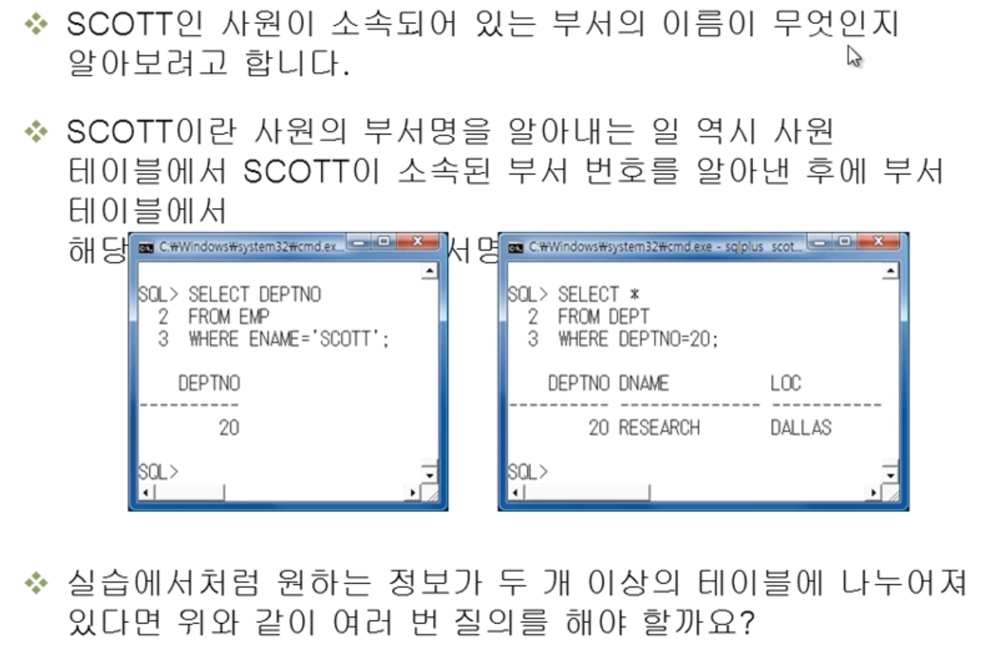 SCOTT인 사원이 소속되어 있는 부서의 이름이 무엇인지
알아보려고 합니다.
SCOTT이란 사원의 부서명을 알아내는 일 역시 사원
테이블에서 SCOTT이 소속된 부서 번호를 알아낸 후에 부서
테이블에서
해당 서명
C:₩Windows₩system32₩cmd.ex...
SQL> SELECT DEPTNO
2 FROM EMP
3 WHERE ENAME='SCOTT';
DEPTNO
----------
20
SQL>
C:₩Windows₩system32₩cmd.exe - sqlplus scot...
SQL> SELECT *
2 FROM DEPT
3 WHERE DEPTNO=20;
DEPTNO DNAME LOC
---------- -------------- -----------
20 RESEARCH DALLAS
SQL>
실습에서처럼 원하는 정보가 두 개 이상의 테이블에 나누어져
있다면 위와 같이 여러 번 질의를 해야 할까요?